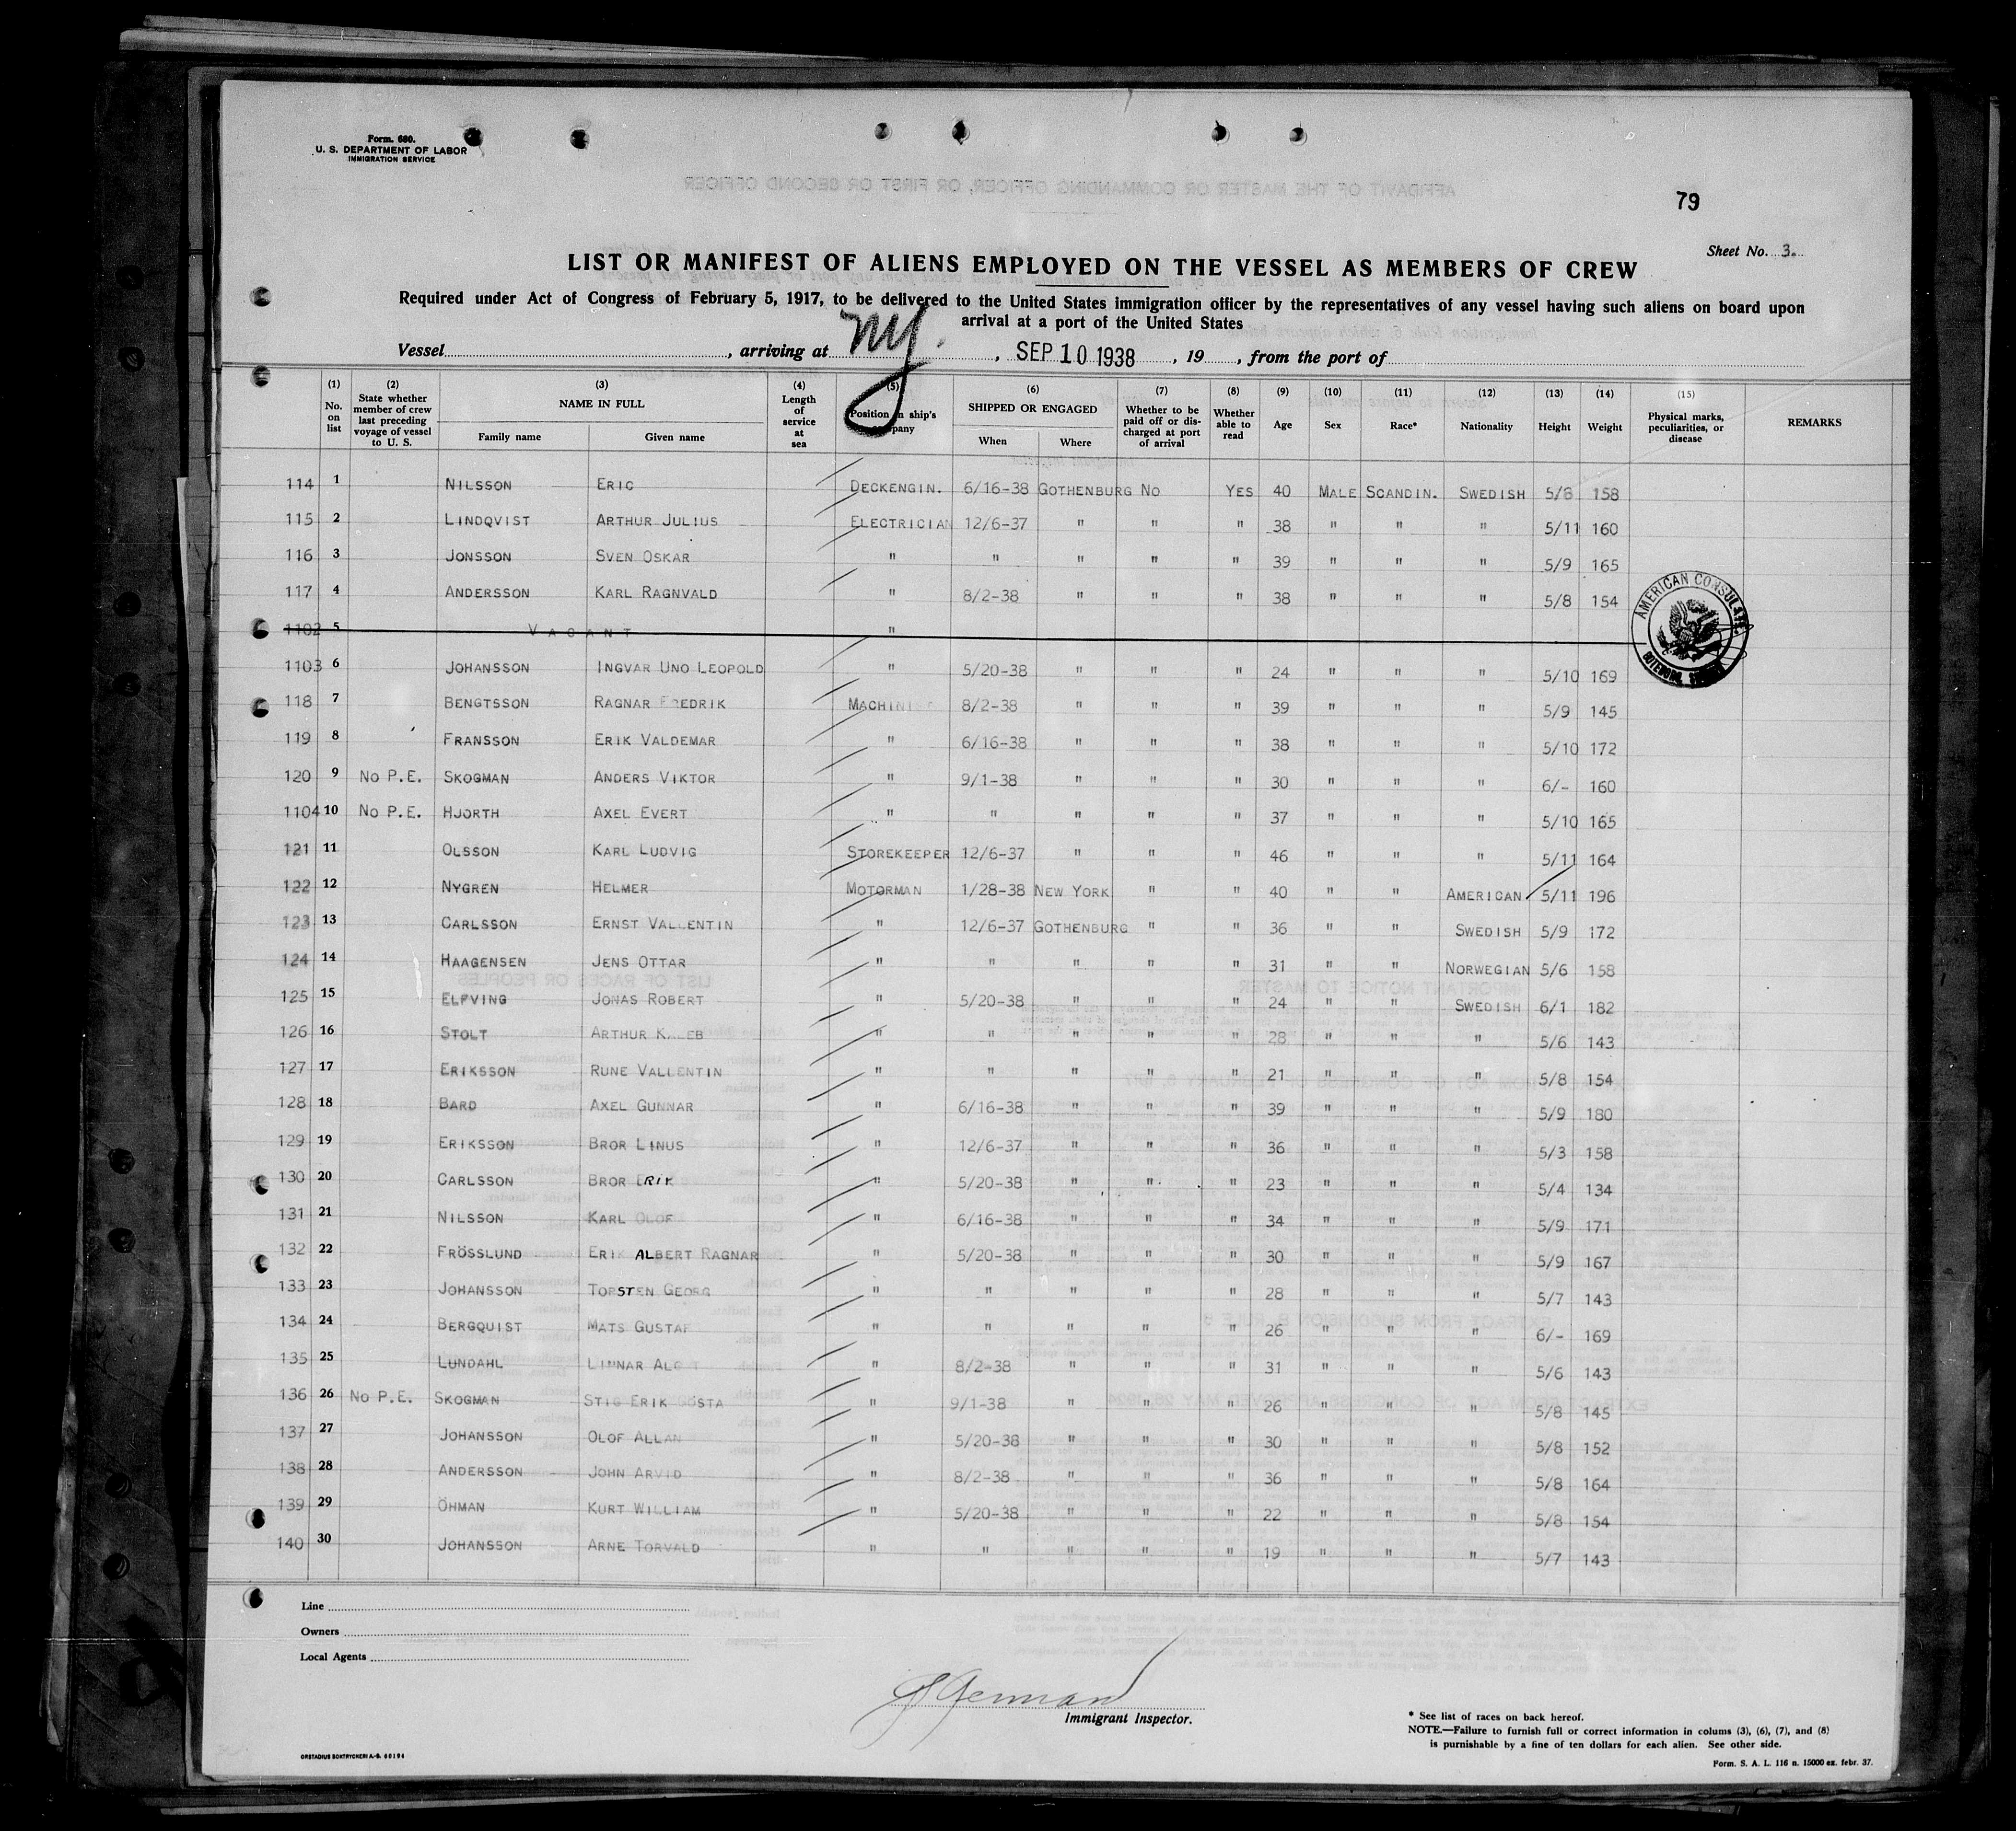 Form. 680.
U. S. DEPARTMENT OF LABOR
IMMIGRATION SERVICE
79
Sheet No. 3.
LIST OR MANIFEST OF ALIENS EMPLOYED ON THE VESSEL AS MEMBERS OF CREW
Required under Act of Congress of February 5, 1917, to be delivered to the United States immigration officer by the representatives of any vessel having such aliens on board upon
arrival at a port of the United States
Vessel , arriving at NY. , SEP 10 1938 , 19 , from the port of
(1) No. on list (2) State whether member of crew last preceding voyage of vessel to U. S. (3) NAME IN FULL Family name Given name (4) Length of service at sea (5) Position in ship's company (6) SHIPPED OR ENGAGED When Where (7) Whether to be paid off or discharged at port of arrival (8) Whether able to read (9) Age (10) Sex (11) Race* (12) Nationality (13) Height (14) Weight (15) Physical marks, peculiarities, or disease REMARKS
114 1 NILSSON ERIC DECKENGIN. 6/16-38 GOTHENBURG NO YES 40 MALE SCANDIN. SWEDISH 5/8 158
115 2 LINDQVIST ARTHUR JULIUS ELECTRICIAN 12/6-37 " " " 38 " " " 5/11 160
116 3 JONSSON SVEN OSKAR " " " " " 39 " " " 5/9 165
117 4 ANDERSSON KARL RAGNVALD " 8/2-38 " " " 38 " " " 5/8 154
1102 5 VACANT "
AMERICAN CONSULATE
1103 6 JOHANSSON INGVAR UNO LEOPOLD " 5/20-38 " " " 24 " " " 5/10 169
118 7 BENGTSSON RAGNAR FREDRIK MACHINIST 8/2-38 " " " 39 " " " 5/9 145
119 8 FRANSSON ERIK VALDEMAR " 6/16-38 " " " 38 " " " 5/10 172
120 9 NO P.E. SKOGMAN ANDERS VIKTOR " 9/1-38 " " " 30 " " " 6/- 160
1104 10 NO P.E. HJORTH AXEL EVERT " " " " " 37 " " " 5/10 165
121 11 OLSSON KARL LUDVIG STOREKEEPER 12/6-37 " " " 46 " " " 5/11 164
122 12 NYGREN HELMER MOTORMAN 1/28-38 NEW YORK " " 40 " " AMERICAN 5/11 196
123 13 CARLSSON ERNST VALLENTIN " 12/6-37 GOTHENBURG " " 36 " " SWEDISH 5/9 172
124 14 HAAGENSEN JENS OTTAR " " " " " 31 " " NORWEGIAN 5/6 158
125 15 ELFVING JONAS ROBERT " 5/20-38 " " " 24 " " SWEDISH 6/1 182
126 16 STOLT ARTHUR KALEB " " " " " 28 " " " 5/6 143
127 17 ERIKSSON RUNE VALLENTIN " " " " " 21 " " " 5/8 154
128 18 BARD AXEL GUNNAR " 6/16-38 " " " 39 " " " 5/9 180
129 19 ERIKSSON BROR LINUS " 12/6-37 " " " 36 " " " 5/3 158
130 20 CARLSSON BROR ERIK " 5/20-38 " " " 23 " " " 5/4 134
131 21 NILSSON KARL OLOF " 6/16-38 " " " 34 " " " 5/9 171
132 22 FRÖSSLUND ERIK ALBERT RAGNAR " 5/20-38 " " " 30 " " " 5/9 167
133 23 JOHANSSON TORSTEN GEORG " " " " " 28 " " " 5/7 143
134 24 BERGQUIST MATS GUSTAF " " " " " 26 " " " 6/- 169
135 25 LUNDAHL " 8/2-38 " " " 31 " " " 5/6 143
136 26 NO P.E. SKOGMAN STIG ERIK GÖSTA " 9/1-38 " " " 26 " " " 5/8 145
137 27 JOHANSSON OLOF ALLAN " 5/20-38 " " " 30 " " " 5/8 152
138 28 ANDERSSON JOHN ARVID " 8/2-38 " " " 36 " " " 5/8 164
139 29 ÖHMAN KURT WILLIAM " 5/20-38 " " " 22 " " " 5/8 154
140 30 JOHANSSON ARNE TORVALD " " " " " 19 " " " 5/7 143
Line
Owners
Local Agents
Immigrant Inspector.
* See list of races on back hereof.
NOTE.—Failure to furnish full or correct information in colums (3), (6), (7), and (8)
is punishable by a fine of ten dollars for each alien. See other side.
ORSTADIUS BOKTRYCKERI A.-B. 60194
Form. S. A. L. 116 n. 15000 ex. febr. 37.